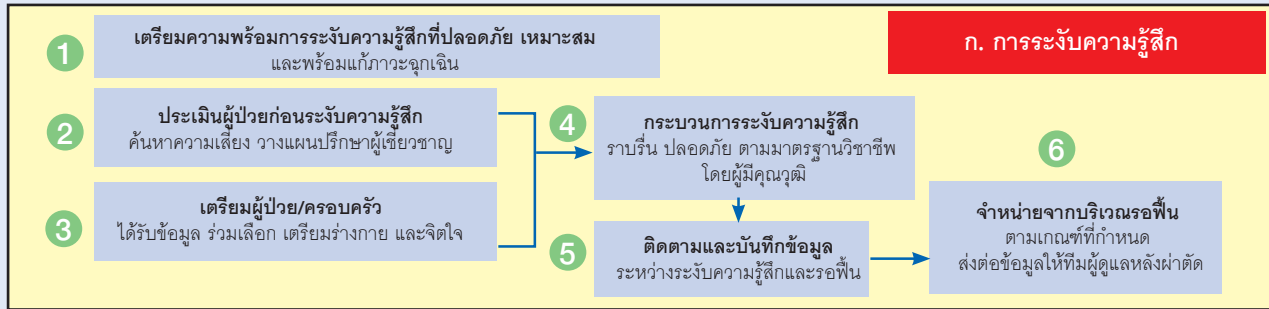 ก. การระงับความรู้สึก
1
เตรียมความพร้อมการระงับความรู้สึกที่ปลอดภัย เหมาะสม
และพร้อมแก้ภาวะฉุกเฉิน
2
ประเมินผู้ป่วยก่อนระงับความรู้สึก
ค้นหาความเสี่ยง วางแผนปรึกษาผู้เชี่ยวชาญ
3
เตรียมผู้ป่วย/ครอบครัว
ได้รับข้อมูล ร่วมเลือก เตรียมร่างกาย และจิตใจ
4
กระบวนการระงับความรู้สึก
ราบรื่น ปลอดภัย ตามมาตรฐานวิชาชีพ
โดยผู้มีคุณวุฒิ
5
ติดตามและบันทึกข้อมูล
ระหว่างระงับความรู้สึกและรอฟื้น
6
จำหน่ายจากบริเวณรอฟื้น
ตามเกณฑ์ที่กำหนด
ส่งต่อข้อมูลให้ทีมผู้ดูแลหลังผ่าตัด